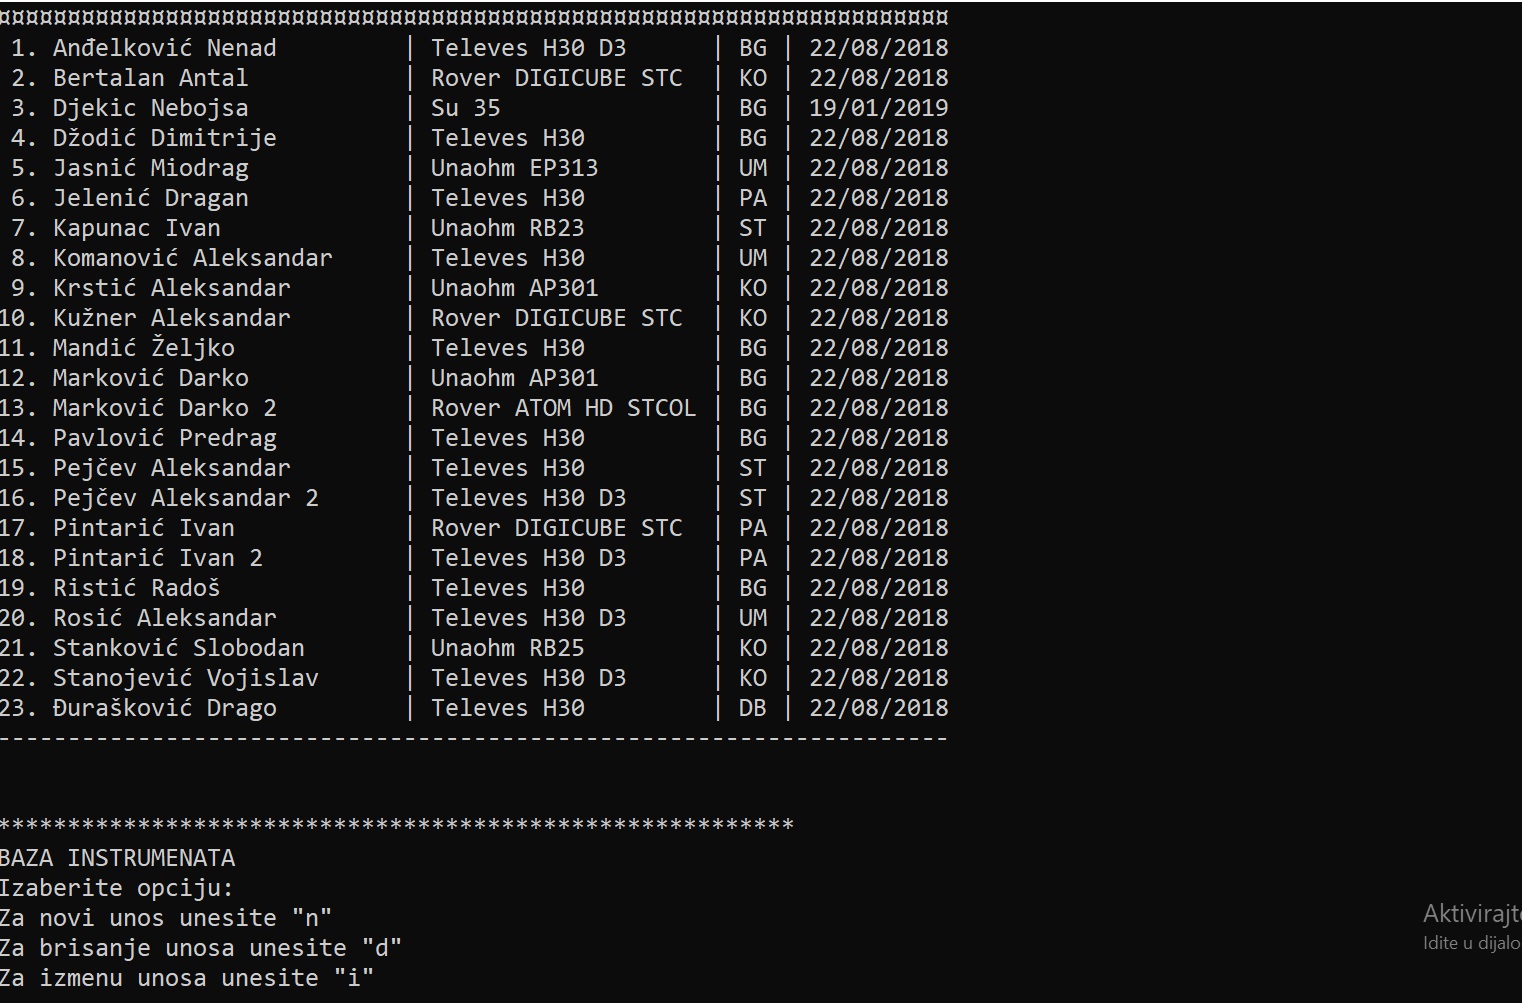 ¤¤¤¤¤¤¤¤¤¤¤¤¤¤¤¤¤¤¤¤¤¤¤¤¤¤¤¤¤¤¤¤¤¤¤¤¤¤¤¤¤¤¤¤¤¤¤¤¤¤¤¤¤¤¤¤¤¤¤¤¤¤¤¤¤¤¤¤
1. Anđelković Nenad | Televes H30 D3 | BG | 22/08/2018
2. Bertalan Antal | Rover DIGICUBE STC | KO | 22/08/2018
3. Djekic Nebojsa | Su 35 | BG | 19/01/2019
4. Džodić Dimitrije | Televes H30 | BG | 22/08/2018
5. Jasnić Miodrag | Unaohm EP313 | UM | 22/08/2018
6. Jelenić Dragan | Televes H30 | PA | 22/08/2018
7. Kapunac Ivan | Unaohm RB23 | ST | 22/08/2018
8. Komanović Aleksandar | Televes H30 | UM | 22/08/2018
9. Krstić Aleksandar | Unaohm AP301 | KO | 22/08/2018
10. Kužner Aleksandar | Rover DIGICUBE STC | KO | 22/08/2018
11. Mandić Željko | Televes H30 | BG | 22/08/2018
12. Marković Darko | Unaohm AP301 | BG | 22/08/2018
13. Marković Darko 2 | Rover ATOM HD STCOL | BG | 22/08/2018
14. Pavlović Predrag | Televes H30 | BG | 22/08/2018
15. Pejčev Aleksandar | Televes H30 | ST | 22/08/2018
16. Pejčev Aleksandar 2 | Televes H30 D3 | ST | 22/08/2018
17. Pintarić Ivan | Rover DIGICUBE STC | PA | 22/08/2018
18. Pintarić Ivan 2 | Televes H30 D3 | PA | 22/08/2018
19. Ristić Radoš | Televes H30 | BG | 22/08/2018
20. Rosić Aleksandar | Televes H30 D3 | UM | 22/08/2018
21. Stanković Slobodan | Unaohm RB25 | KO | 22/08/2018
22. Stanojević Vojislav | Televes H30 D3 | KO | 22/08/2018
23. Đurašković Drago | Televes H30 | DB | 22/08/2018
--------------------------------------------------------------------
*********************************************************
BAZA INSTRUMENATA
Izaberite opciju:
Za novi unos unesite "n"
Za brisanje unosa unesite "d"
Za izmenu unosa unesite "i"
Aktivirajt
Idite u dijalo